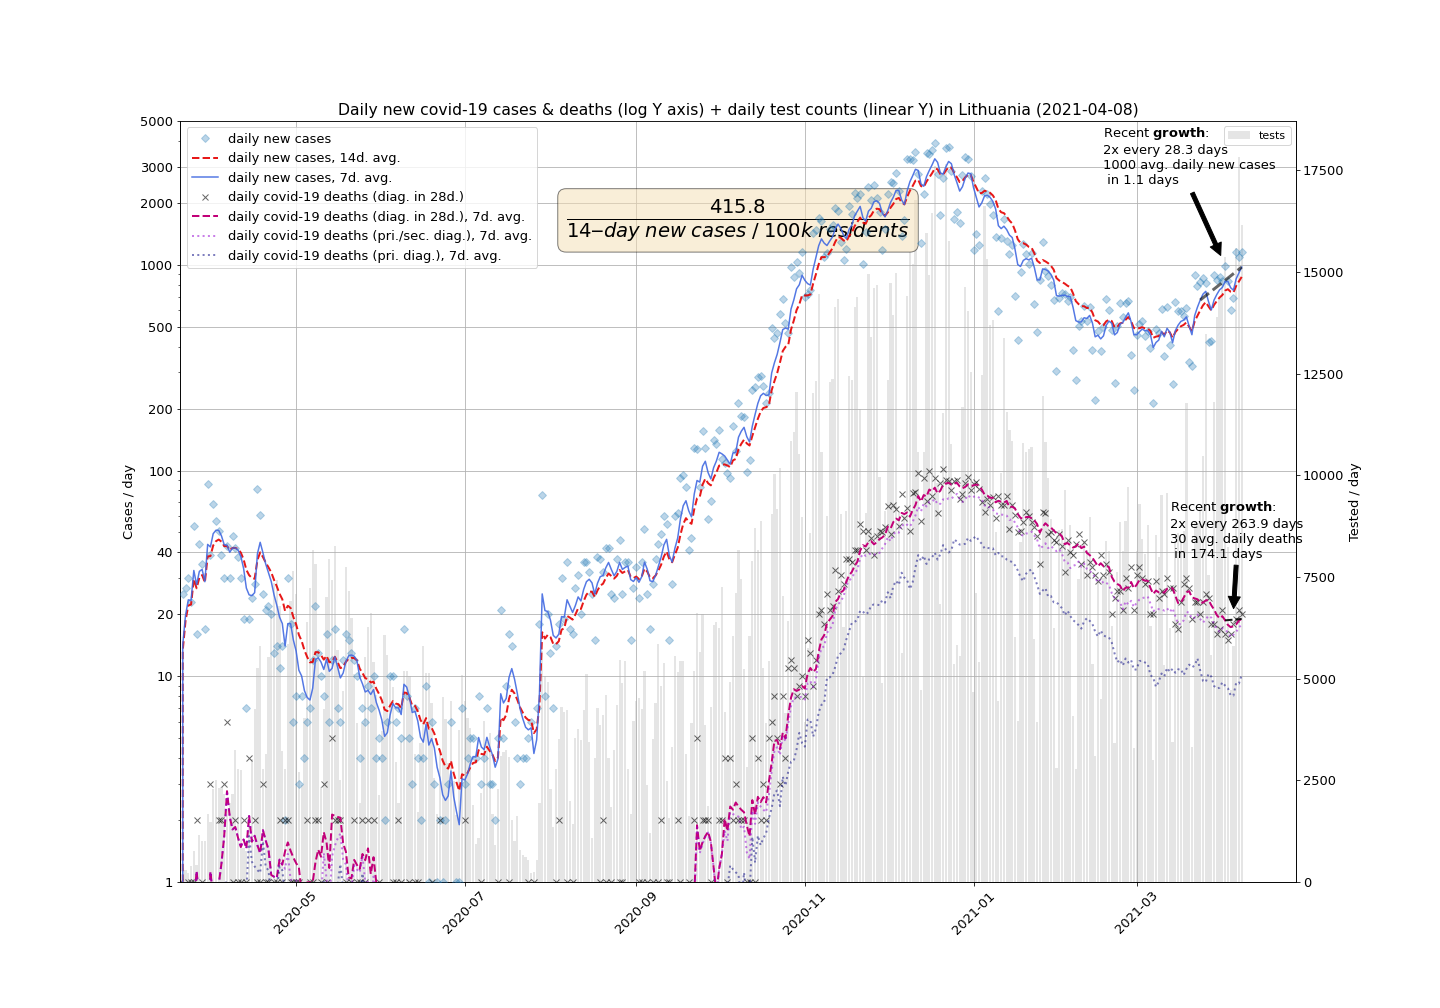 Daily new covid-19 cases & deaths (log Y axis) + daily test counts (linear Y) in Lithuania (2021-04-08)
daily new cases
daily new cases, 14d. avg.
daily new cases, 7d. avg.
daily covid-19 deaths (diag. in 28d.)
daily covid-19 deaths (diag. in 28d.), 7d. avg.
daily covid-19 deaths (pri./sec. diag.), 7d. avg.
daily covid-19 deaths (pri. diag.), 7d. avg.
415.8
14–day new cases / 100k residents
Recent growth:
2x every 28.3 days
1000 avg. daily new cases
in 1.1 days
tests
Recent growth:
2x every 263.9 days
30 avg. daily deaths
in 174.1 days
Cases / day
5000
3000
2000
1000
500
200
100
40
20
10
1
Tested / day
17500
15000
12500
10000
7500
5000
2500
0
2020-05
2020-07
2020-09
2020-11
2021-01
2021-03